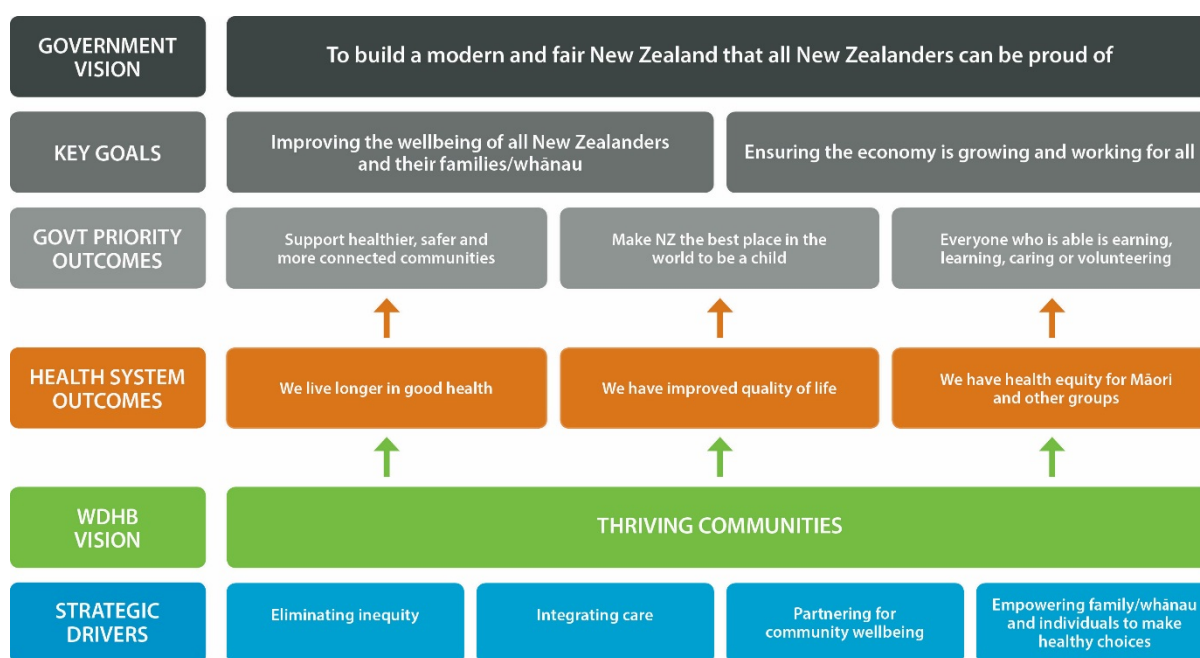 GOVERNMENT
VISION
To build a modern and fair New Zealand that all New Zealanders can be proud of
KEY GOALS
Improving the wellbeing of all New Zealanders
and their families/whānau
Ensuring the economy is growing and working for all
GOVT PRIORITY
OUTCOMES
Support healthier, safer and
more connected communities
Make NZ the best place in the
world to be a child
Everyone who is able is earning,
learning, caring or volunteering
HEALTH SYSTEM
OUTCOMES
We live longer in good health
We have improved quality of life
We have health equity for Māori
and other groups
WDHB
VISION
THRIVING COMMUNITIES
STRATEGIC
DRIVERS
Eliminating inequity
Integrating care
Partnering for
community wellbeing
Empowering family/whānau
and individuals to make
healthy choices